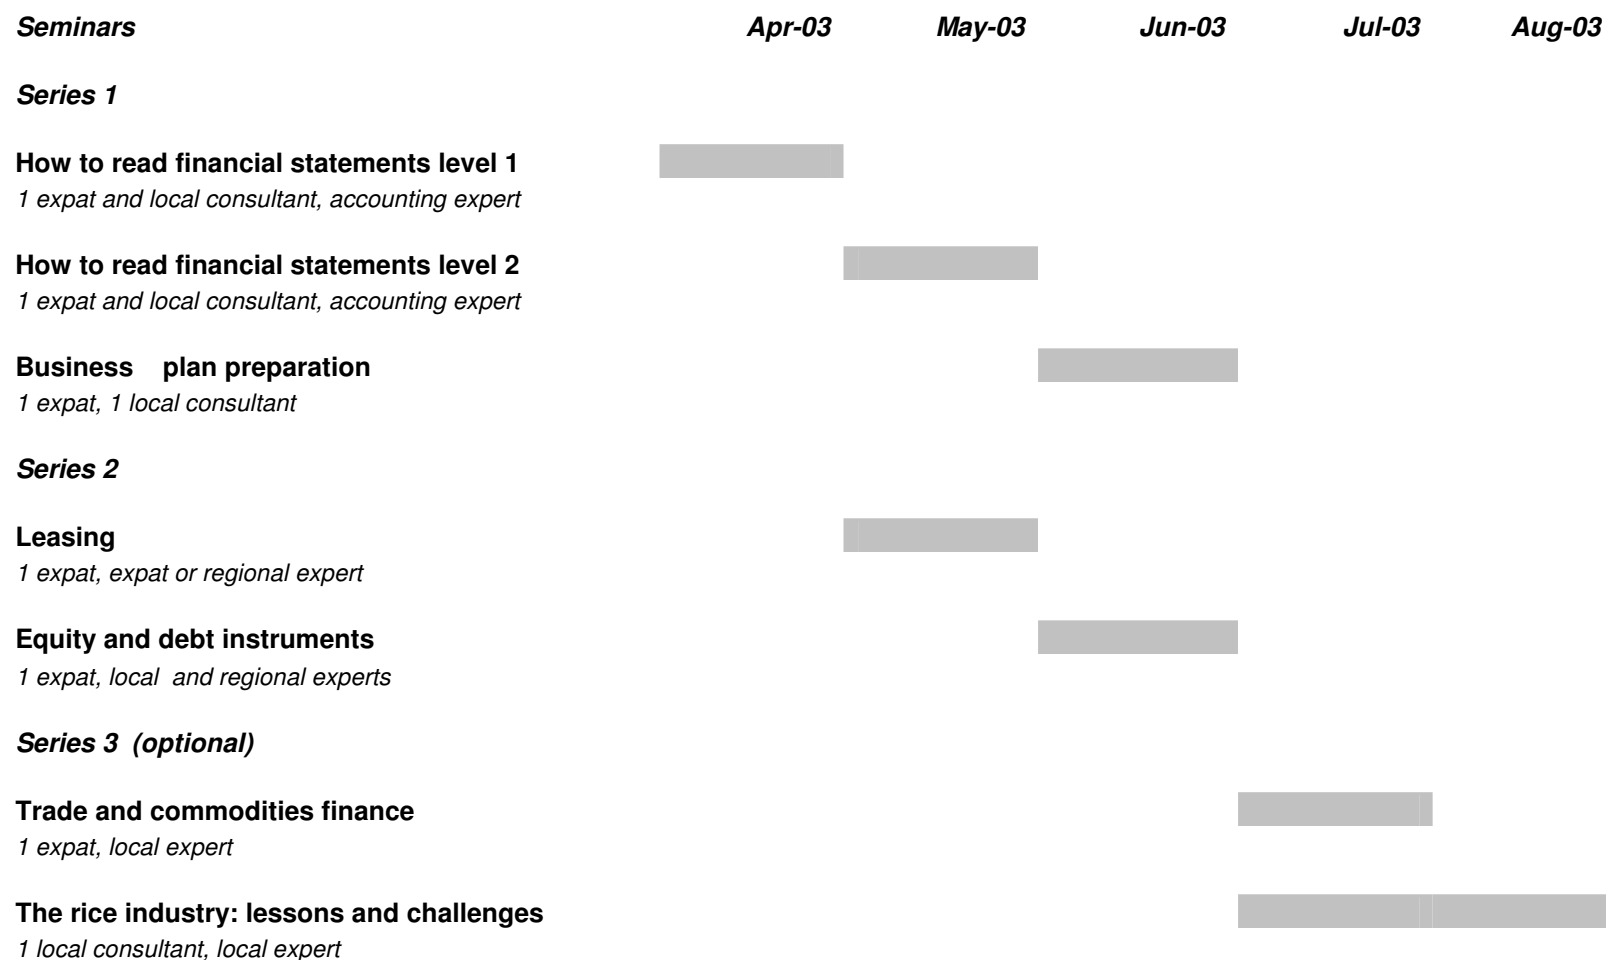 Seminars Apr-03 May-03 Jun-03 Jul-03 Aug-03
Series 1
How to read financial statements level 1
1 expat and local consultant, accounting expert
How to read financial statements level 2
1 expat and local consultant, accounting expert
Business plan preparation
1 expat, 1 local consultant
Series 2
Leasing
1 expat, expat or regional expert
Equity and debt instruments
1 expat, local and regional experts
Series 3 (optional)
Trade and commodities finance
1 expat, local expert
The rice industry: lessons and challenges
1 local consultant, local expert